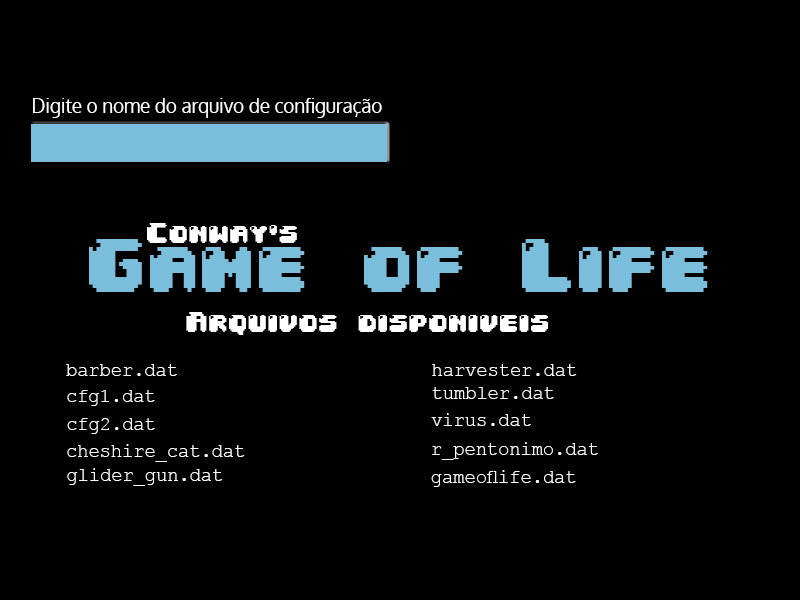 Digite o nome do arquivo de configuração
Conway's
Game of Life
Arquivos disponiveis
barber.dat
cfg1.dat
cfg2.dat
cheshire_cat.dat
glider_gun.dat
harvester.dat
tumbler.dat
virus.dat
r_pentonimo.dat
gameoflife.dat